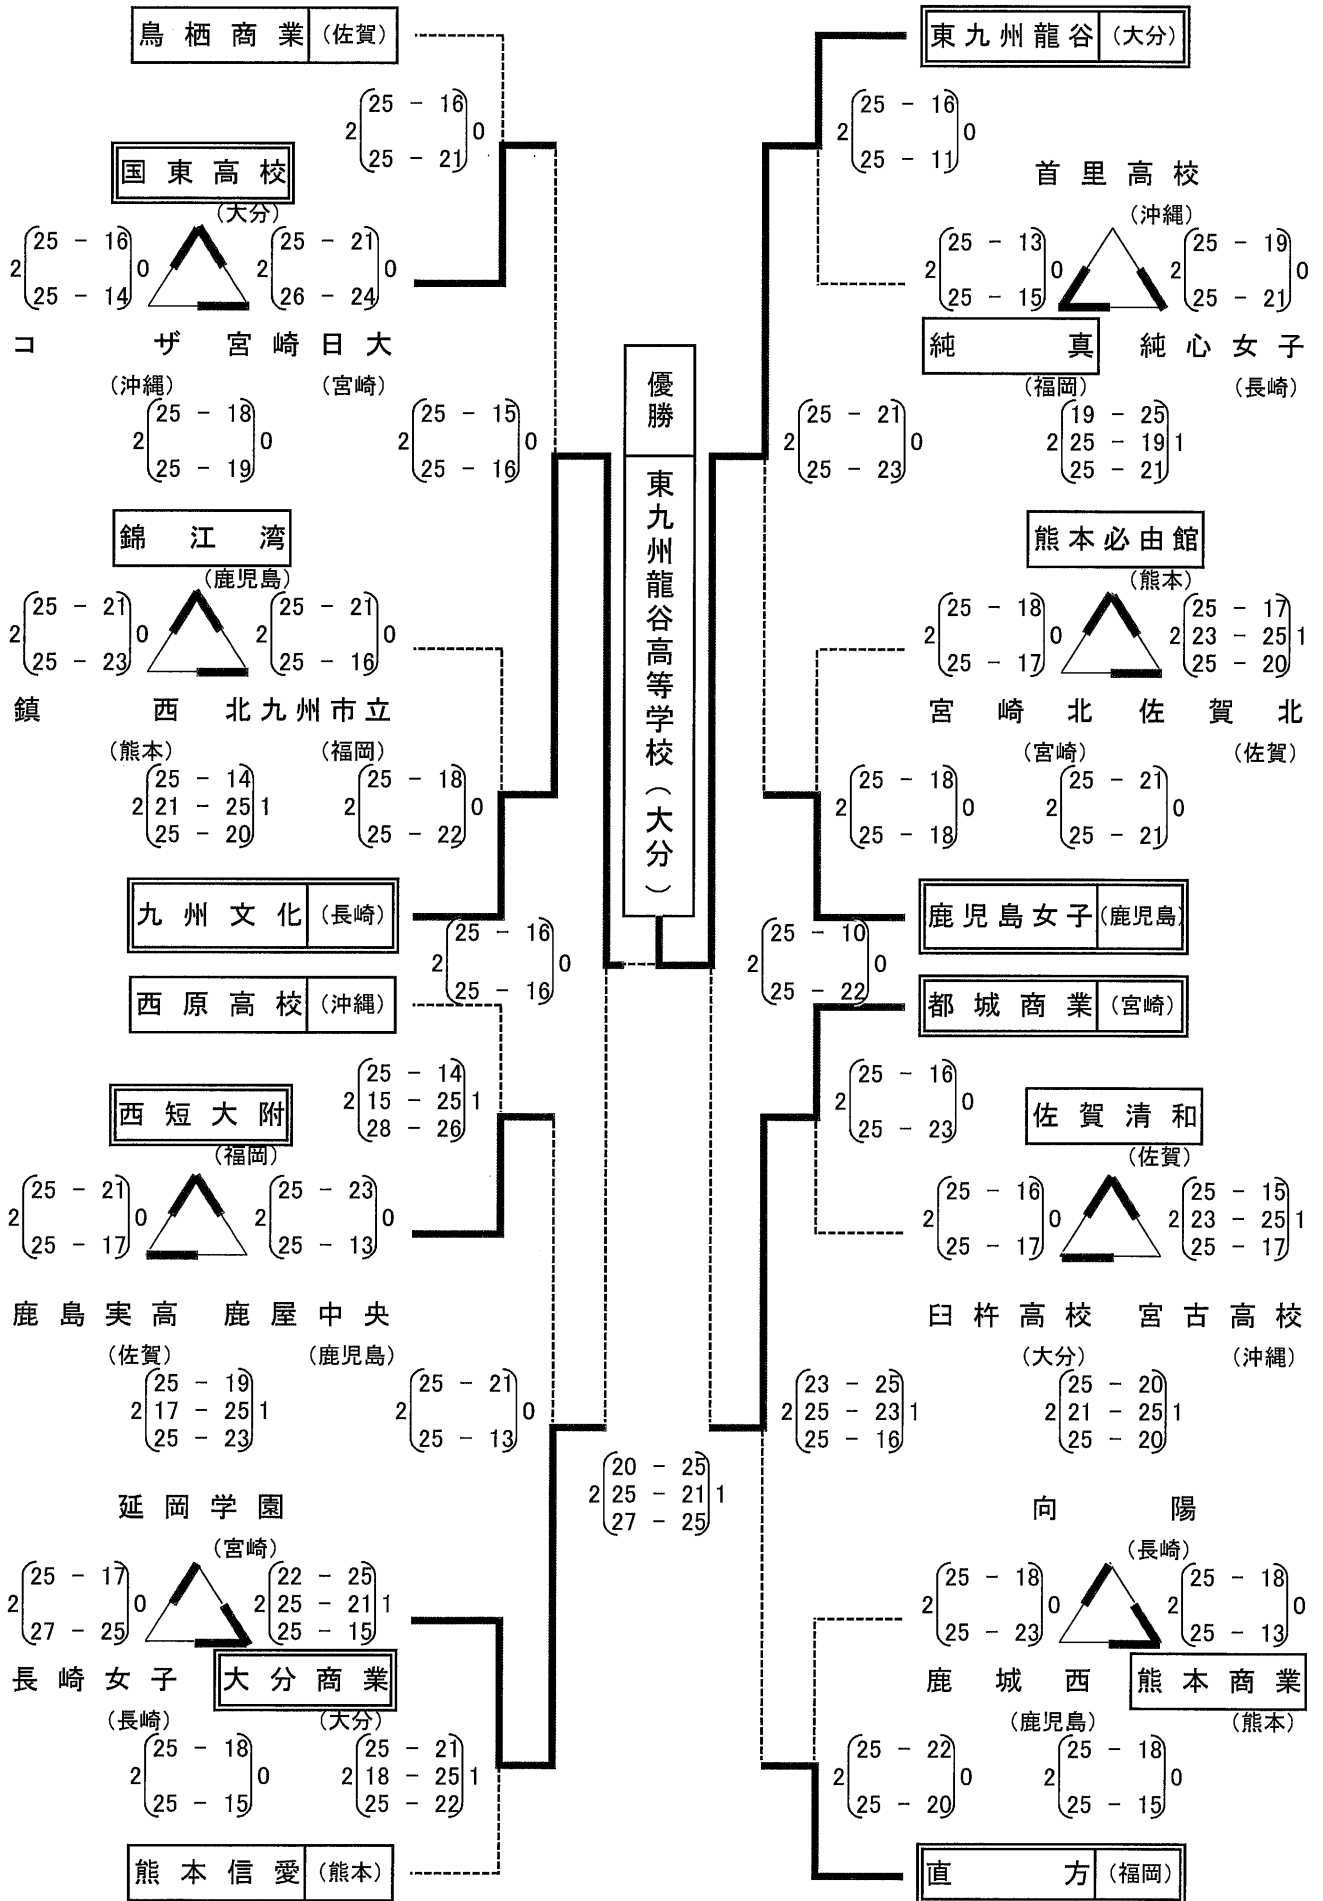 鳥栖商業 (佐賀)
25 - 16
2 0
25 - 21
国東高校
(大分)
25 - 16
2 0
25 - 14
25 - 21
2 0
26 - 24
コザ (沖縄)
宮崎日大 (宮崎)
25 - 18
2 0
25 - 19
25 - 15
2 0
25 - 16
錦江湾
(鹿児島)
25 - 21
2 0
25 - 23
25 - 21
2 0
25 - 16
鎮西 (熊本)
北九州市立 (福岡)
25 - 14
2 21 - 25 1
25 - 20
25 - 18
2 0
25 - 22
九州文化 (長崎)
25 - 16
2 0
25 - 16
西原高校 (沖縄)
25 - 14
2 15 - 25 1
28 - 26
西短大附
(福岡)
25 - 21
2 0
25 - 17
25 - 23
2 0
25 - 13
鹿島実高 (佐賀)
鹿屋中央 (鹿児島)
25 - 19
2 17 - 25 1
25 - 23
25 - 21
2 0
25 - 13
延岡学園
(宮崎)
25 - 17
2 0
27 - 25
22 - 25
2 25 - 21 1
25 - 15
長崎女子 (長崎)
大分商業 (大分)
25 - 18
2 0
25 - 15
25 - 21
2 18 - 25 1
25 - 22
熊本信愛 (熊本)
優勝
東九州龍谷高等学校(大分)
20 - 25
2 25 - 21 1
27 - 25
東九州龍谷 (大分)
25 - 16
2 0
25 - 11
首里高校
(沖縄)
25 - 13
2 0
25 - 15
25 - 19
2 0
25 - 21
純真 (福岡)
純心女子 (長崎)
25 - 21
2 0
25 - 23
19 - 25
2 25 - 19 1
25 - 21
熊本必由館
(熊本)
25 - 18
2 0
25 - 17
25 - 17
2 23 - 25 1
25 - 20
宮崎北 (宮崎)
佐賀北 (佐賀)
25 - 18
2 0
25 - 18
25 - 21
2 0
25 - 21
鹿児島女子 (鹿児島)
25 - 10
2 0
25 - 22
都城商業 (宮崎)
25 - 16
2 0
25 - 23
佐賀清和
(佐賀)
25 - 16
2 0
25 - 17
25 - 15
2 23 - 25 1
25 - 17
臼杵高校 (大分)
宮古高校 (沖縄)
23 - 25
2 25 - 23 1
25 - 16
25 - 20
2 21 - 25 1
25 - 20
向陽
(長崎)
25 - 18
2 0
25 - 23
25 - 18
2 0
25 - 13
鹿城西 (鹿児島)
熊本商業 (熊本)
25 - 22
2 0
25 - 20
25 - 18
2 0
25 - 15
直方 (福岡)